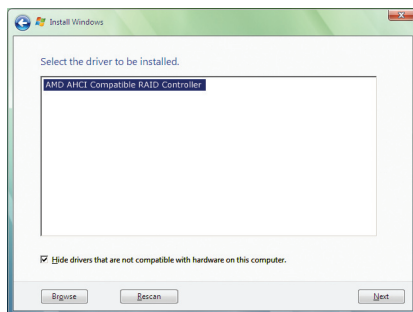 Install Windows
Select the driver to be installed.
AMD AHCI Compatible RAID Controller
Hide drivers that are not compatible with hardware on this computer.
Browse Rescan Next